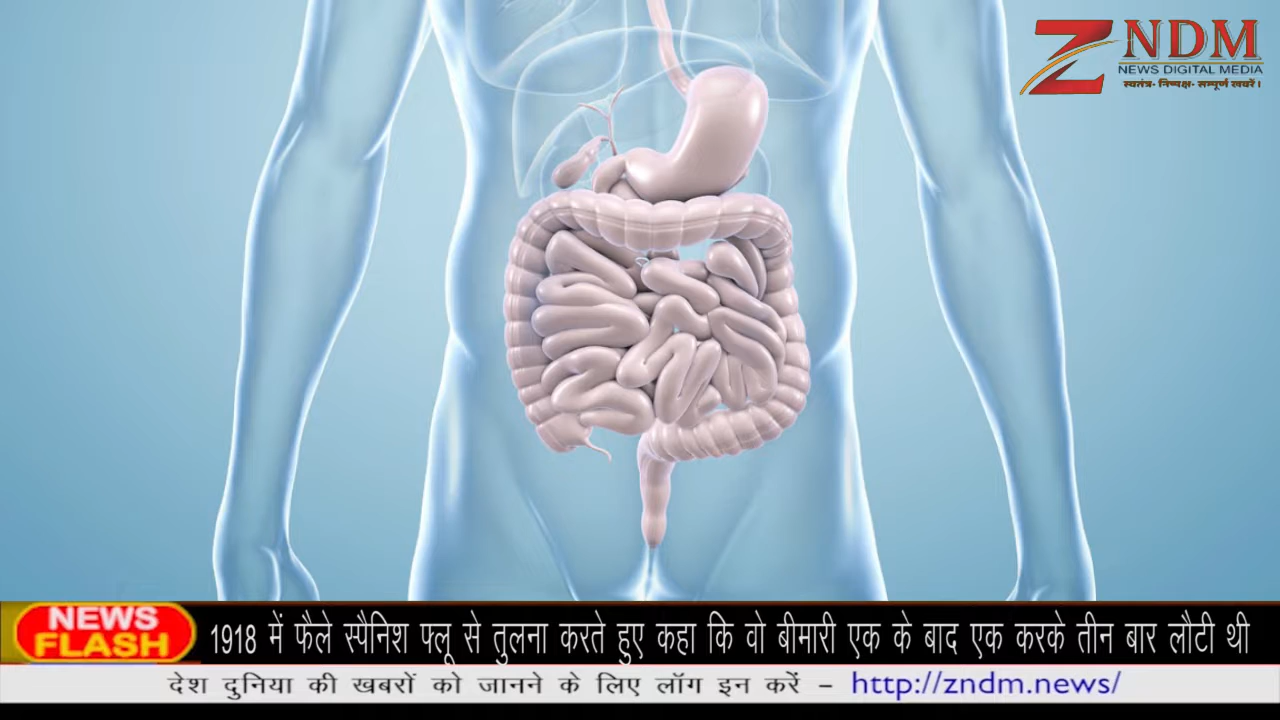 ZNDM
NEWS DIGITAL MEDIA
स्वतंत्र- निष्पक्ष- सम्पूर्ण खबरें।
NEWS
FLASH
1918 में फैले स्पैनिश फ्लू से तुलना करते हुए कहा कि वो बीमारी एक के बाद एक करके तीन बार लौटी थी
देश दुनिया की खबरों को जानने के लिए लॉग इन करें – http://zndm.news/